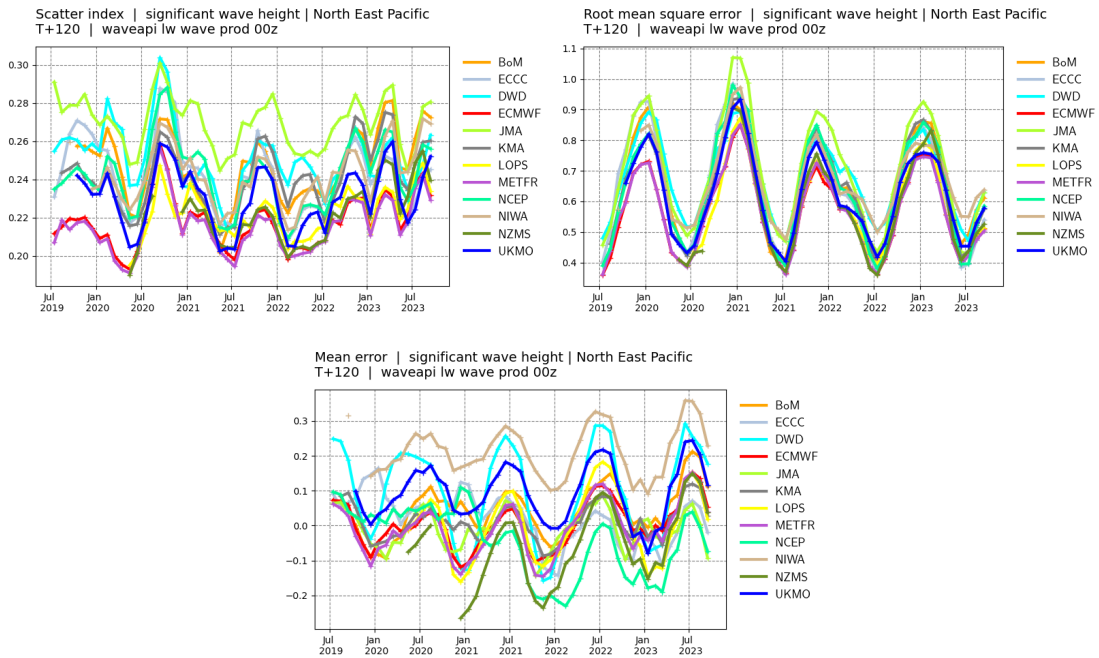 Scatter index | significant wave height | North East Pacific
T+120 | waveapi lw wave prod 00z
0.30
0.28
0.26
0.24
0.22
0.20
Jul 2019
Jan 2020
Jul 2020
Jan 2021
Jul 2021
Jan 2022
Jul 2022
Jan 2023
Jul 2023
BoM
ECCC
DWD
ECMWF
JMA
KMA
LOPS
METFR
NCEP
NIWA
NZMS
UKMO
Root mean square error | significant wave height | North East Pacific
T+120 | waveapi lw wave prod 00z
1.1
1.0
0.9
0.8
0.7
0.6
0.5
0.4
Jul 2019
Jan 2020
Jul 2020
Jan 2021
Jul 2021
Jan 2022
Jul 2022
Jan 2023
Jul 2023
BoM
ECCC
DWD
ECMWF
JMA
KMA
LOPS
METFR
NCEP
NIWA
NZMS
UKMO
Mean error | significant wave height | North East Pacific
T+120 | waveapi lw wave prod 00z
0.3
0.2
0.1
0.0
−0.1
−0.2
Jul 2019
Jan 2020
Jul 2020
Jan 2021
Jul 2021
Jan 2022
Jul 2022
Jan 2023
Jul 2023
BoM
ECCC
DWD
ECMWF
JMA
KMA
LOPS
METFR
NCEP
NIWA
NZMS
UKMO